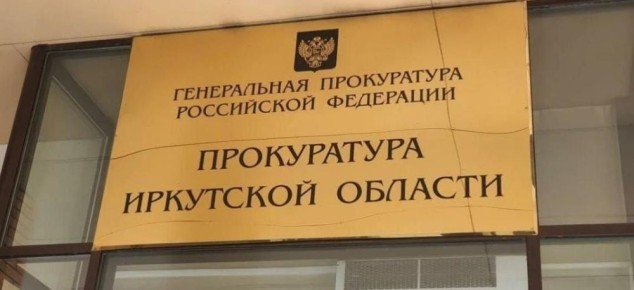 ГЕНЕРАЛЬНАЯ ПРОКУРАТУРА
РОССИЙСКОЙ ФЕДЕРАЦИИ
ПРОКУРАТУРА
ИРКУТСКОЙ ОБЛАСТИ